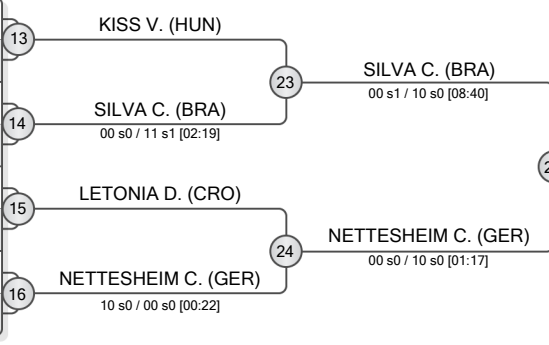 13
KISS V. (HUN)
23
SILVA C. (BRA)
00 s1 / 10 s0 [08:40]
14
SILVA C. (BRA)
00 s0 / 11 s1 [02:19]
15
LETONIA D. (CRO)
24
NETTESHEIM C. (GER)
00 s0 / 10 s0 [01:17]
16
NETTESHEIM C. (GER)
10 s0 / 00 s0 [00:22]